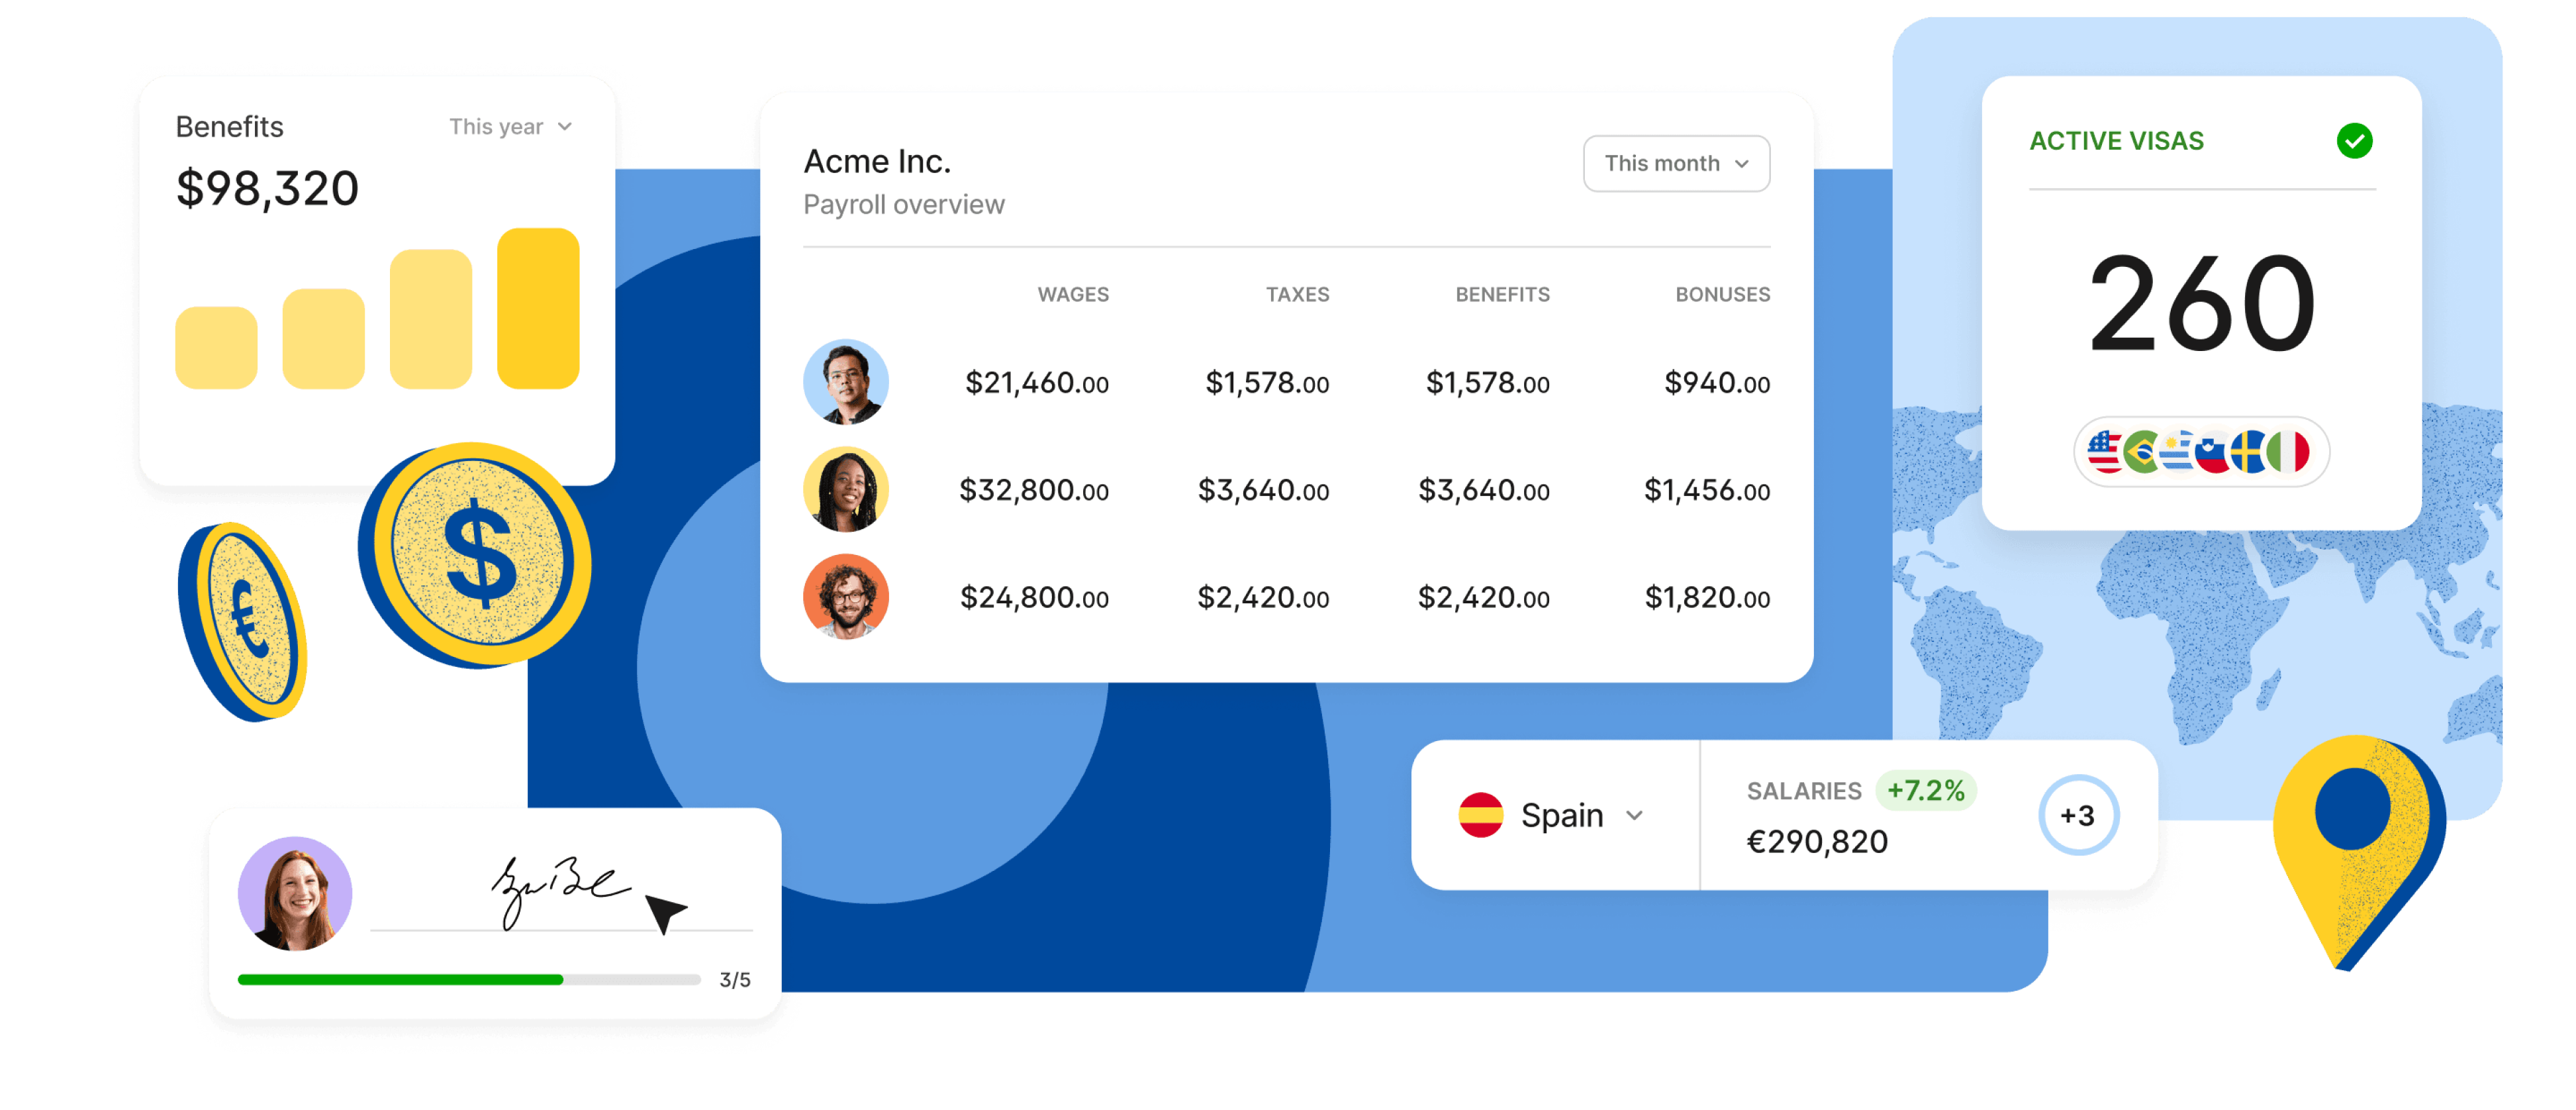 Benefits
This year
$98,320
$
€
3/5
Acme Inc.
This month
Payroll overview
WAGES TAXES BENEFITS BONUSES
$21,460.00 $1,578.00 $1,578.00 $940.00
$32,800.00 $3,640.00 $3,640.00 $1,456.00
$24,800.00 $2,420.00 $2,420.00 $1,820.00
ACTIVE VISAS
260
Spain
SALARIES +7.2%
€290,820
+3